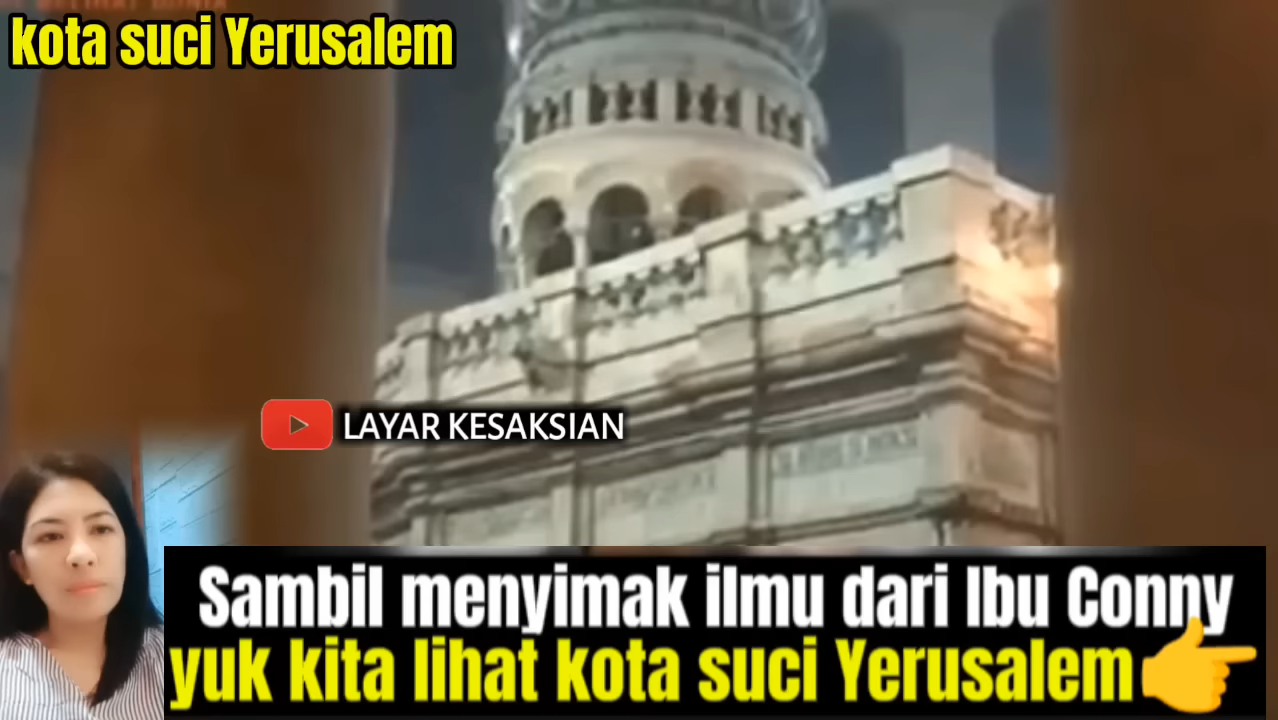 kota suci Yerusalem
LAYAR KESAKSIAN
Sambil menyimak ilmu dari Ibu Conny
yuk kita lihat kota suci Yerusalem